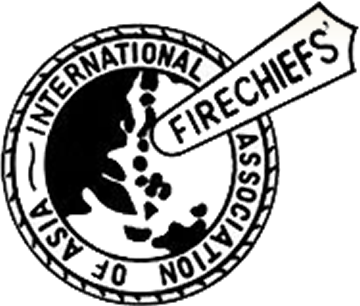 INTERNATIONAL
FIRECHIEFS'
ASSOCIATION OF ASIA